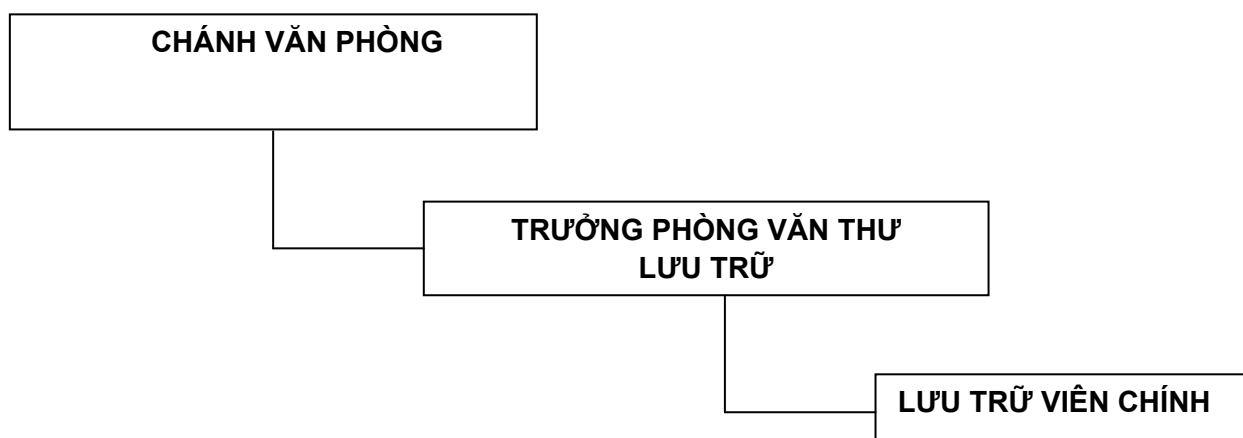 CHÁNH VĂN PHÒNG
TRƯỞNG PHÒNG VĂN THƯ
LƯU TRỮ
LƯU TRỮ VIÊN CHÍNH